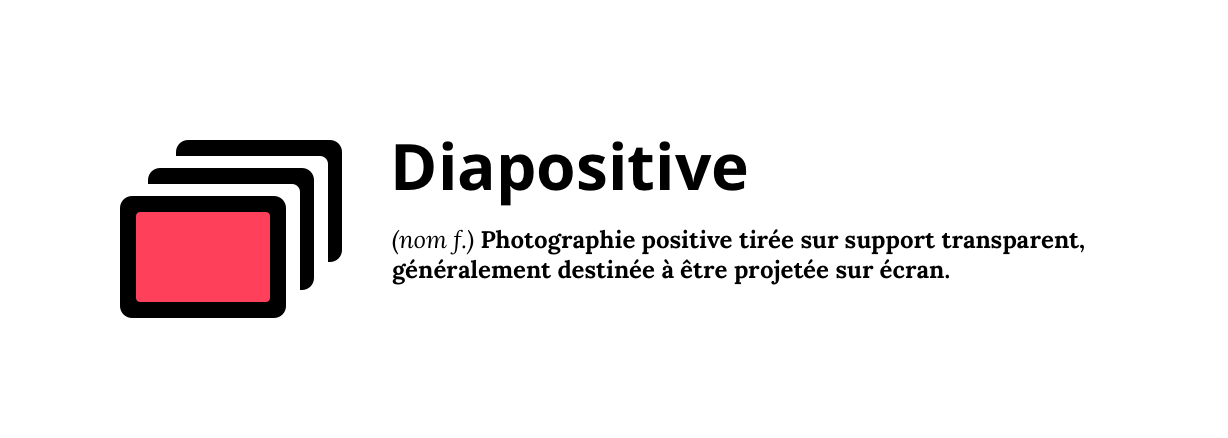 Diapositive
(nom f.) Photographie positive tirée sur support transparent,
généralement destinée à être projetée sur écran.